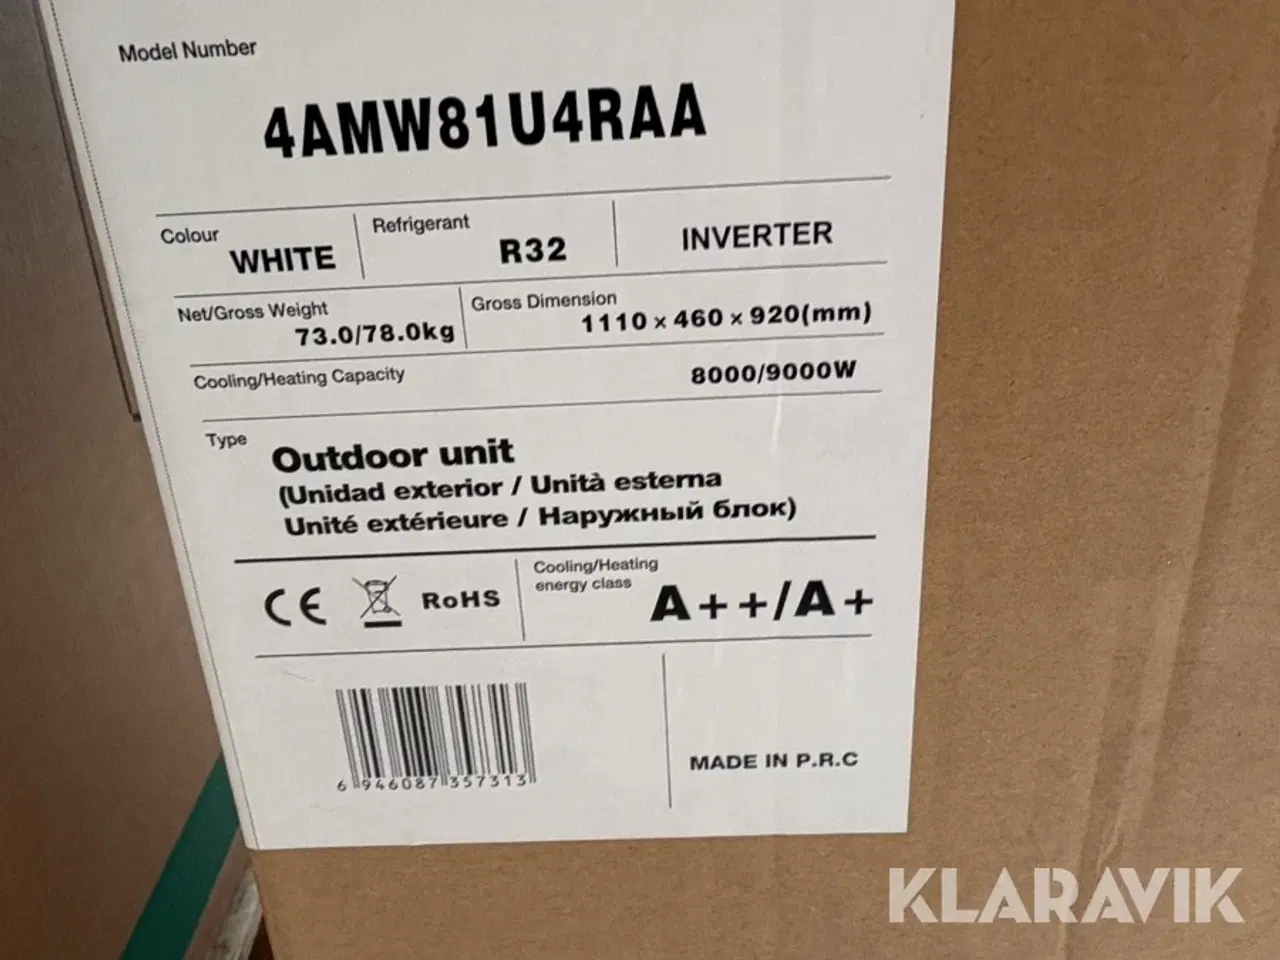 Model Number
4AMW81U4RAA
Colour
WHITE
Refrigerant
R32
INVERTER
Net/Gross Weight
73.0/78.0kg
Gross Dimension
1110 × 460 × 920(mm)
Cooling/Heating Capacity
8000/9000W
Type
Outdoor unit
(Unidad exterior / Unità esterna
Unité extérieure / Наружный блок)
CE
RoHS
Cooling/Heating
energy class
A++/A+
6 946087 357313
MADE IN P.R.C
KLARAVIK